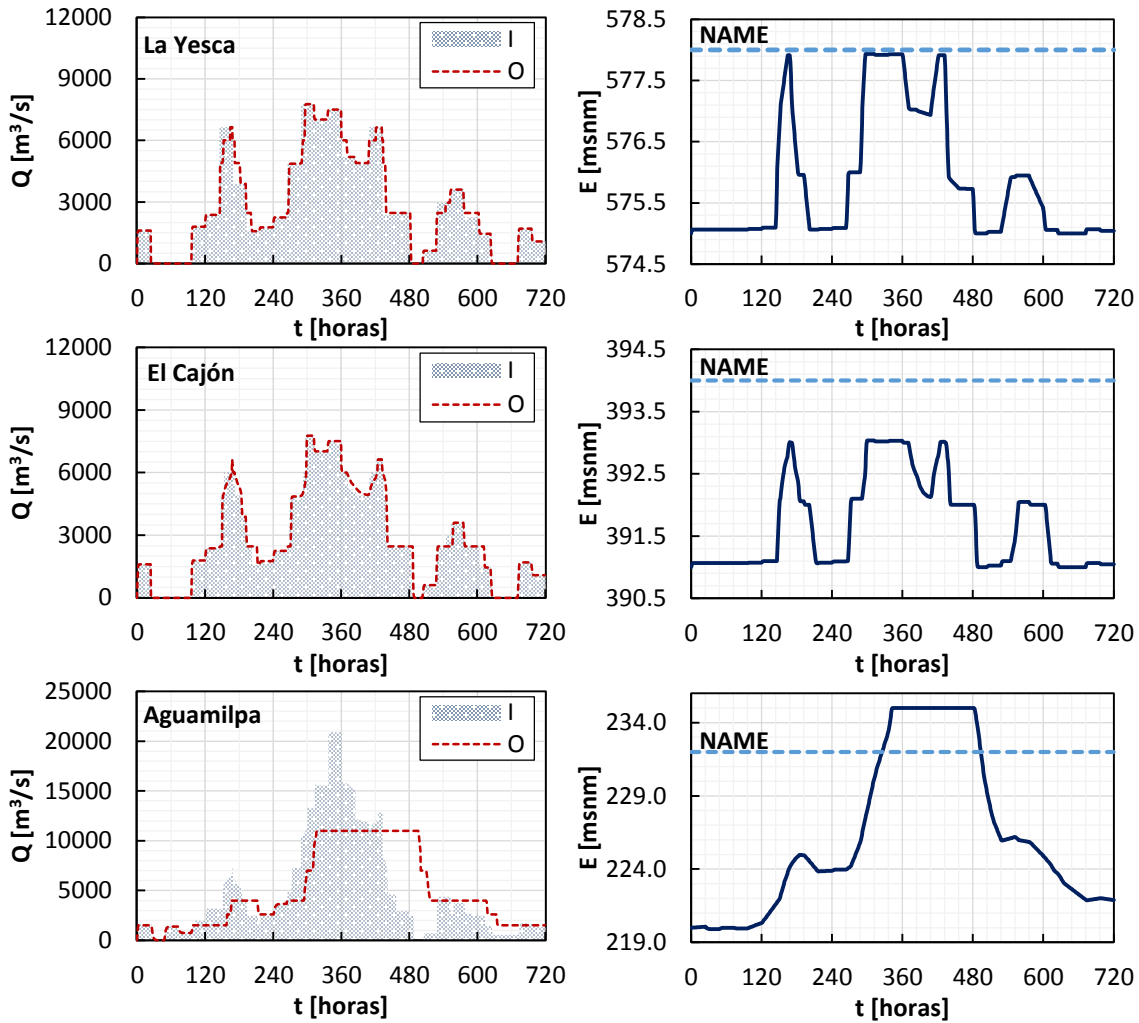 La Yesca
I
O
Q [m³/s]
12000
9000
6000
3000
0
0 120 240 360 480 600 720
t [horas]
NAME
E [msnm]
578.5
577.5
576.5
575.5
574.5
0 120 240 360 480 600 720
t [horas]
El Cajón
I
O
Q [m³/s]
12000
9000
6000
3000
0
0 120 240 360 480 600 720
t [horas]
NAME
E [msnm]
394.5
393.5
392.5
391.5
390.5
0 120 240 360 480 600 720
t [horas]
Aguamilpa
I
O
Q [m³/s]
25000
20000
15000
10000
5000
0
0 120 240 360 480 600 720
t [horas]
NAME
E [msnm]
234.0
229.0
224.0
219.0
0 120 240 360 480 600 720
t [horas]